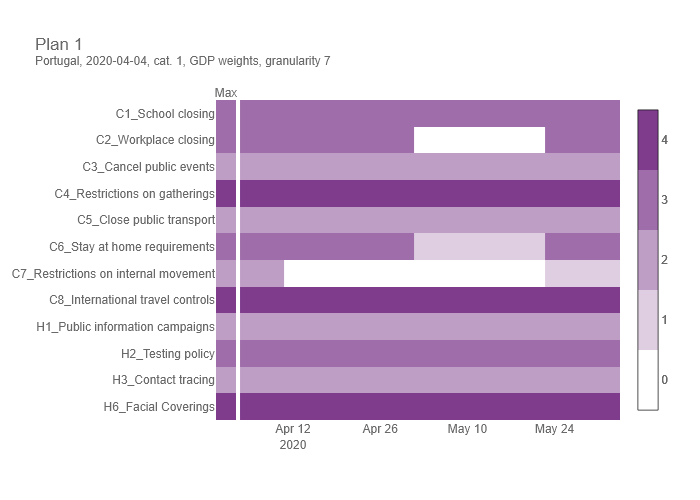 Plan 1
Portugal, 2020-04-04, cat. 1, GDP weights, granularity 7
Max
C1_School closing
C2_Workplace closing
C3_Cancel public events
C4_Restrictions on gatherings
C5_Close public transport
C6_Stay at home requirements
C7_Restrictions on internal movement
C8_International travel controls
H1_Public information campaigns
H2_Testing policy
H3_Contact tracing
H6_Facial Coverings
Apr 12 Apr 26 May 10 May 24
2020
4
3
2
1
0